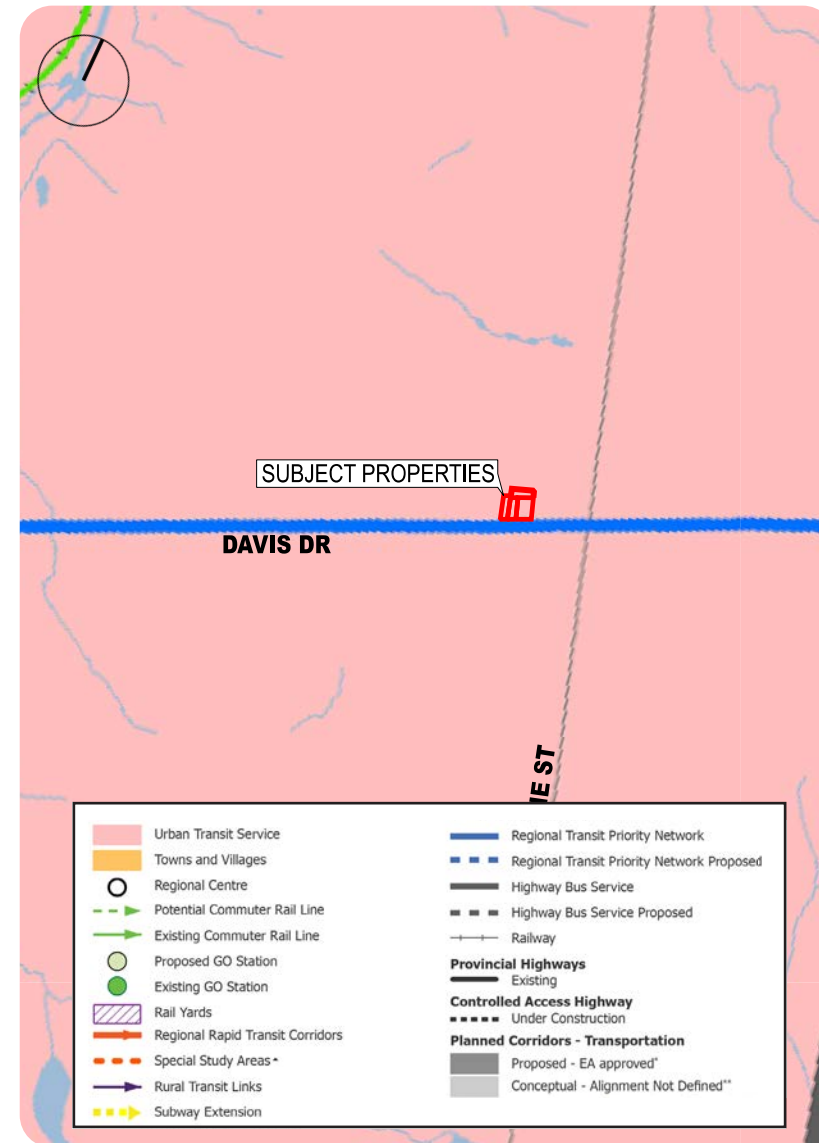 SUBJECT PROPERTIES
DAVIS DR
ST
Urban Transit Service
Towns and Villages
Regional Centre
Potential Commuter Rail Line
Existing Commuter Rail Line
Proposed GO Station
Existing GO Station
Rail Yards
Regional Rapid Transit Corridors
Special Study Areas^
Rural Transit Links
Subway Extension
Regional Transit Priority Network
Regional Transit Priority Network Proposed
Highway Bus Service
Highway Bus Service Proposed
Railway
Provincial Highways
Existing
Controlled Access Highway
Under Construction
Planned Corridors - Transportation
Proposed - EA approved*
Conceptual - Alignment Not Defined**